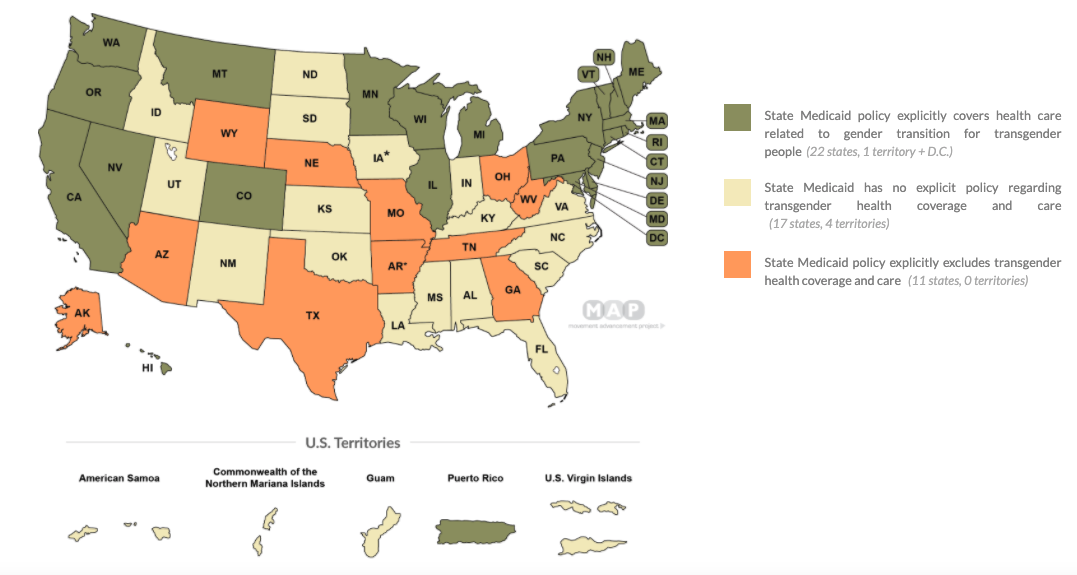 WA
MT
ND
MN
OR
ID
SD
WI
MI
NY
VT
NH
ME
MA
RI
CT
NJ
DE
MD
DC
WY
NE
IA*
PA
NV
UT
CO
IL
IN
OH
WV
VA
CA
KS
MO
KY
NC
AZ
NM
OK
AR*
TN
SC
MS
AL
GA
TX
LA
FL
AK
HI
MAP
movement advancement project
State Medicaid policy explicitly covers health care
related to gender transition for transgender
people (22 states, 1 territory + D.C.)
State Medicaid has no explicit policy regarding
transgender health coverage and care
(17 states, 4 territories)
State Medicaid policy explicitly excludes transgender
health coverage and care (11 states, 0 territories)
U.S. Territories
American Samoa
Commonwealth of the
Northern Mariana Islands
Guam
Puerto Rico
U.S. Virgin Islands